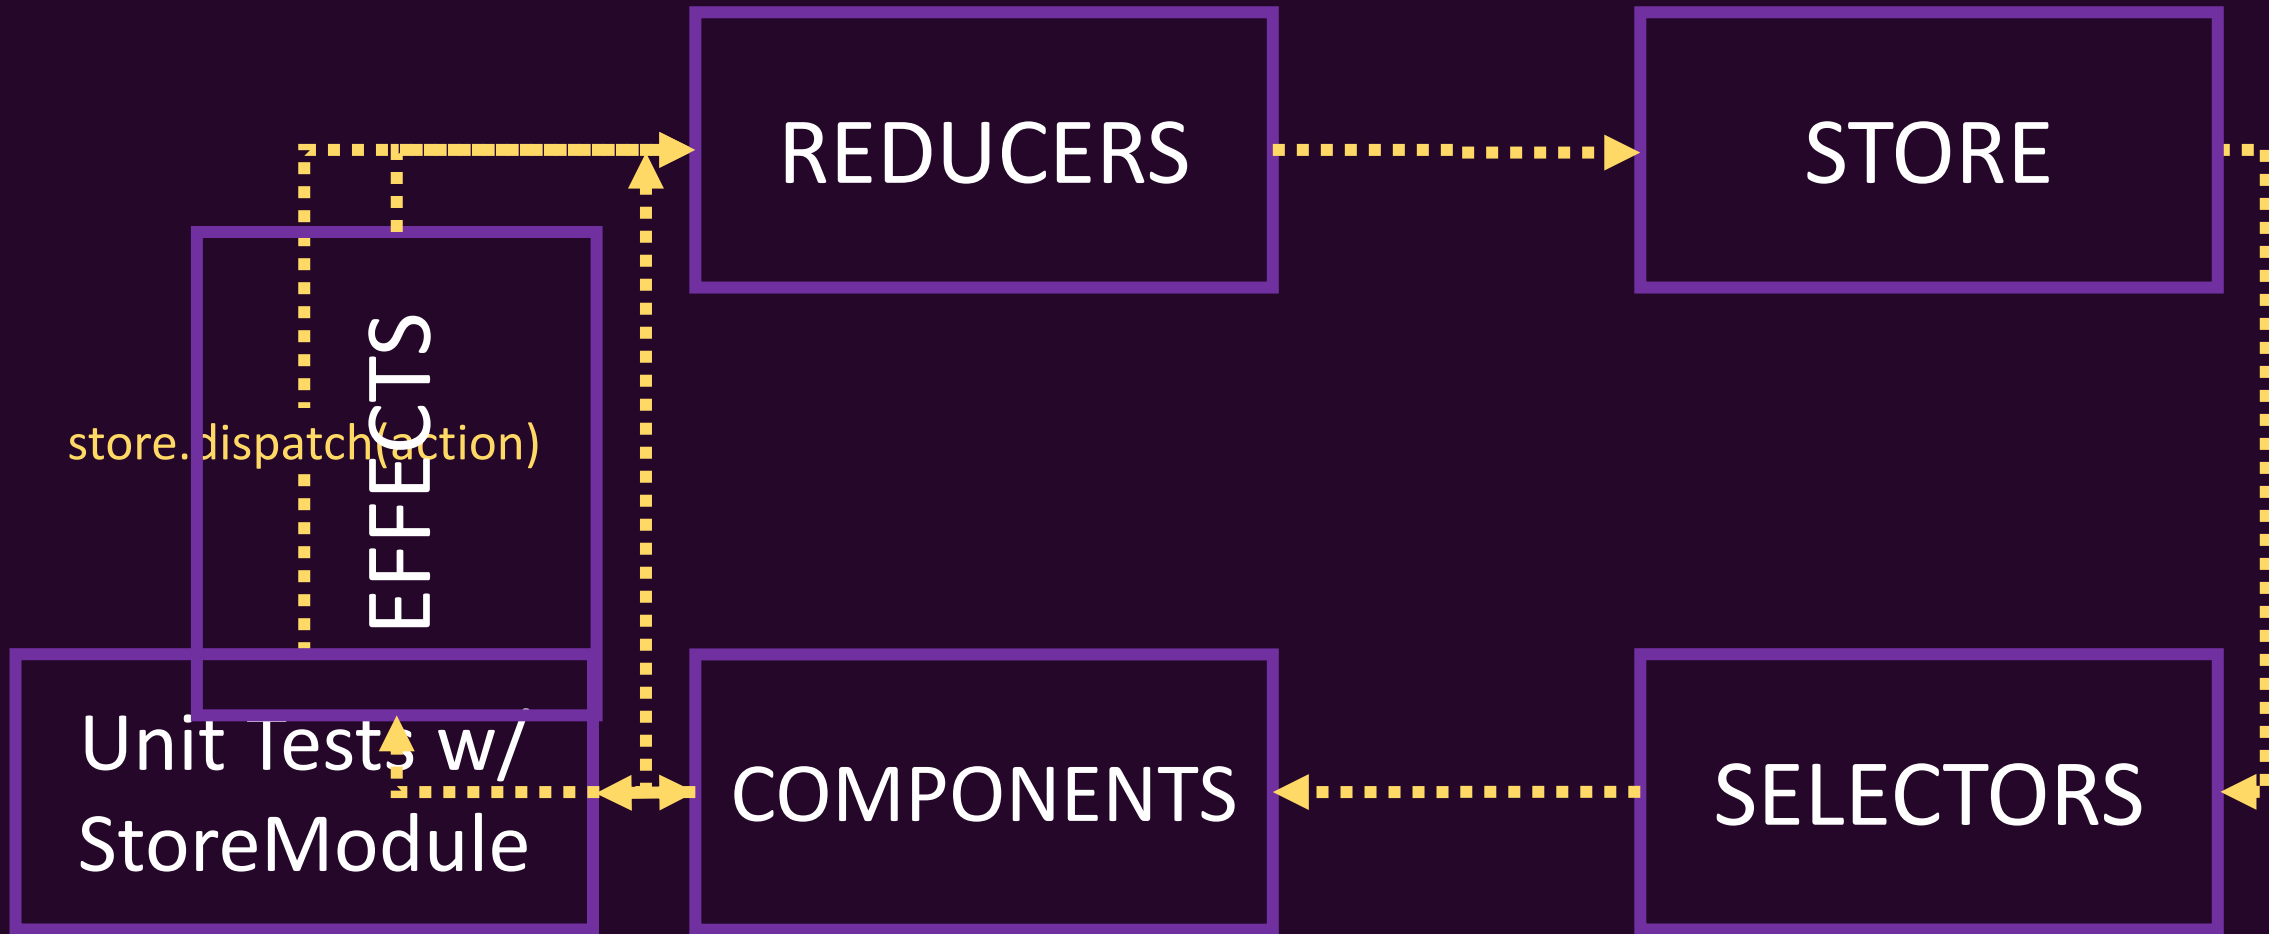 REDUCERS
STORE
EFFECTS
store.dispatch(action)
Unit Tests w/
StoreModule
COMPONENTS
SELECTORS